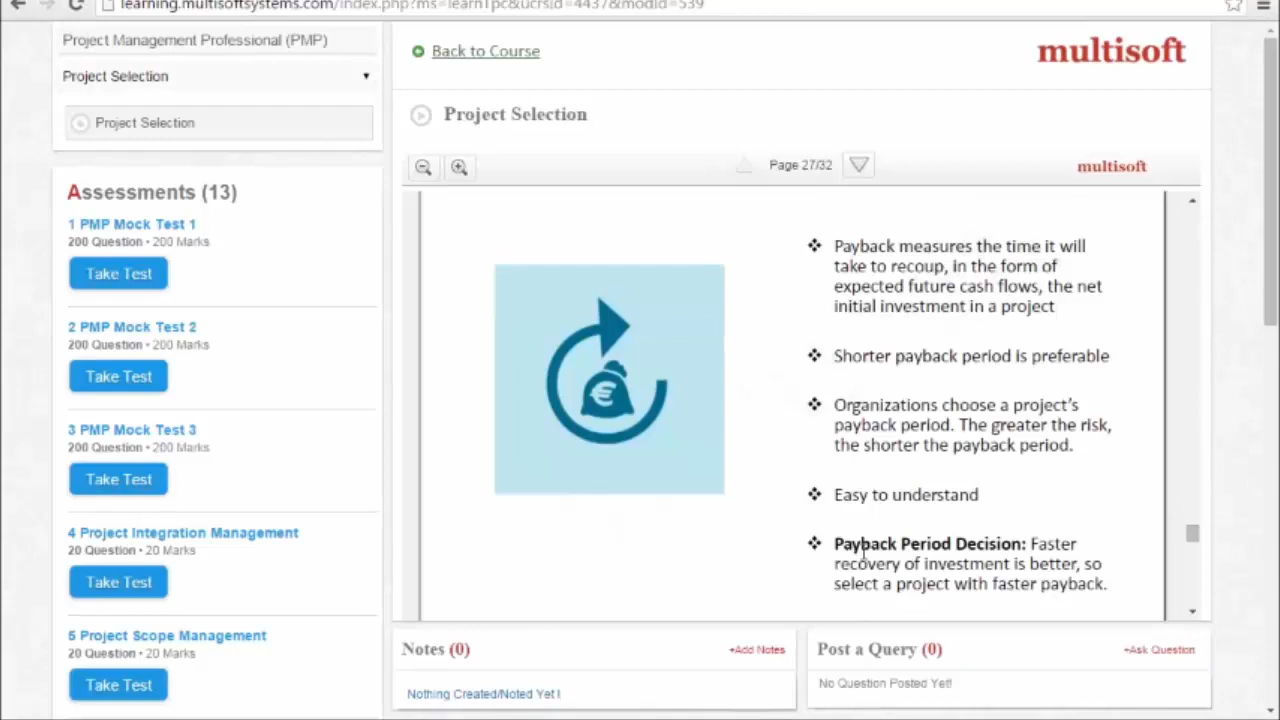 learning.multisoftsystems.com/index.php?ms=learn1pc&ucrsid=4437&modid=539
Project Management Professional (PMP)
Project Selection
Project Selection
Assessments (13)
1 PMP Mock Test 1
200 Question • 200 Marks
Take Test
2 PMP Mock Test 2
200 Question • 200 Marks
Take Test
3 PMP Mock Test 3
200 Question • 200 Marks
Take Test
4 Project Integration Management
20 Question • 20 Marks
Take Test
5 Project Scope Management
20 Question • 20 Marks
Take Test
Back to Course
multisoft
Project Selection
Page 27/32
multisoft
€
Payback measures the time it will
take to recoup, in the form of
expected future cash flows, the net
initial investment in a project
Shorter payback period is preferable
Organizations choose a project's
payback period. The greater the risk,
the shorter the payback period.
Easy to understand
Payback Period Decision: Faster
recovery of investment is better, so
select a project with faster payback.
Notes (0)
+Add Notes
Nothing Created/Noted Yet !
Post a Query (0)
+Ask Question
No Question Posted Yet!